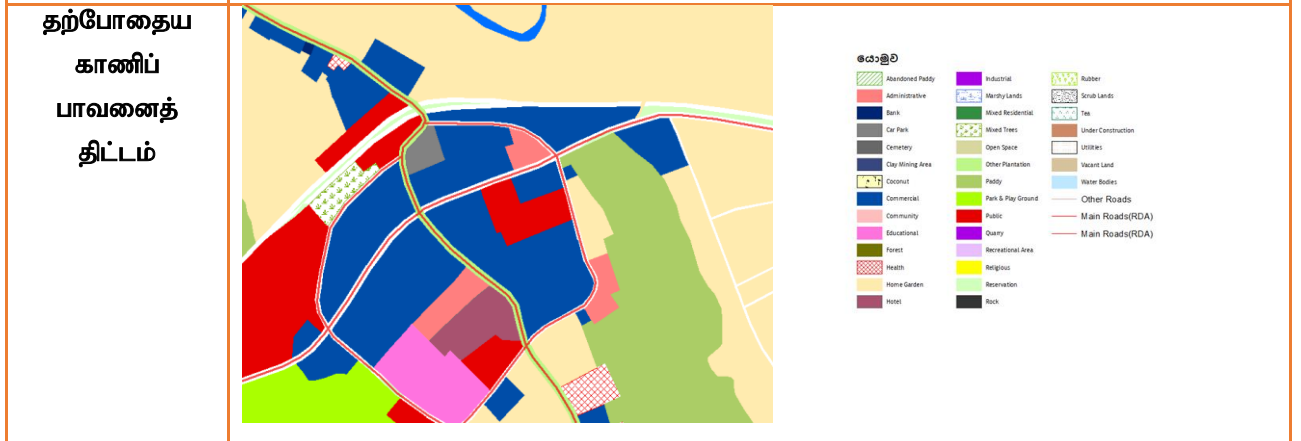 தற்போதைய
காணிப்
பாவனைத்
திட்டம்
යොමුව
Abandoned Paddy
Administrative
Bank
Car Park
Cemetery
Clay Mining Area
Coconut
Commercial
Community
Educational
Forest
Health
Home Garden
Hotel
Industrial
Marshy Lands
Mixed Residential
Mixed Trees
Open Space
Other Plantation
Paddy
Park & Play Ground
Public
Quarry
Recreational Area
Religious
Reservation
Rock
Rubber
Scrub Lands
Tea
Under Construction
Utilities
Vacant Land
Water Bodies
Other Roads
Main Roads(RDA)
Main Roads(RDA)